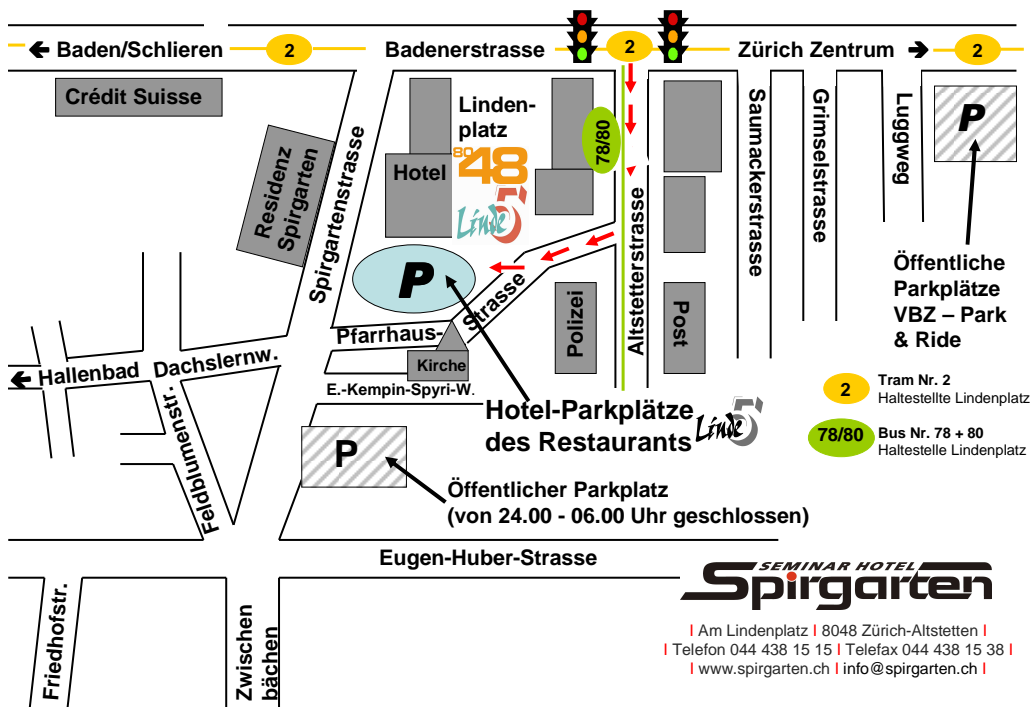 ← Baden/Schlieren
2
Badenerstrasse
2
Zürich Zentrum →
2
Crédit Suisse
Residenz
Spirgarten
Spirgartenstrasse
Linden-
platz
8048
Hotel
Linde 5
78/80
Altstetterstrasse
Saumackerstrasse
Grimselstrasse
Luggweg
P
Öffentliche
Parkplätze
VBZ – Park
& Ride
P
Pfarrhaus-
Strasse
Polizei
Post
Kirche
← Hallenbad
Dachslernw.
E.-Kempin-Spyri-W.
Feldblumenstr.
Hotel-Parkplätze
des Restaurants
Linde 5
2
Tram Nr. 2
Haltestellte Lindenplatz
78/80
Bus Nr. 78 + 80
Haltestelle Lindenplatz
P
Öffentlicher Parkplatz
(von 24.00 - 06.00 Uhr geschlossen)
Eugen-Huber-Strasse
Friedhofstr.
Zwischen
bächen
SEMINAR HOTEL
Spirgarten
I Am Lindenplatz I 8048 Zürich-Altstetten I
I Telefon 044 438 15 15 I Telefax 044 438 15 38 I
I www.spirgarten.ch I info@spirgarten.ch I